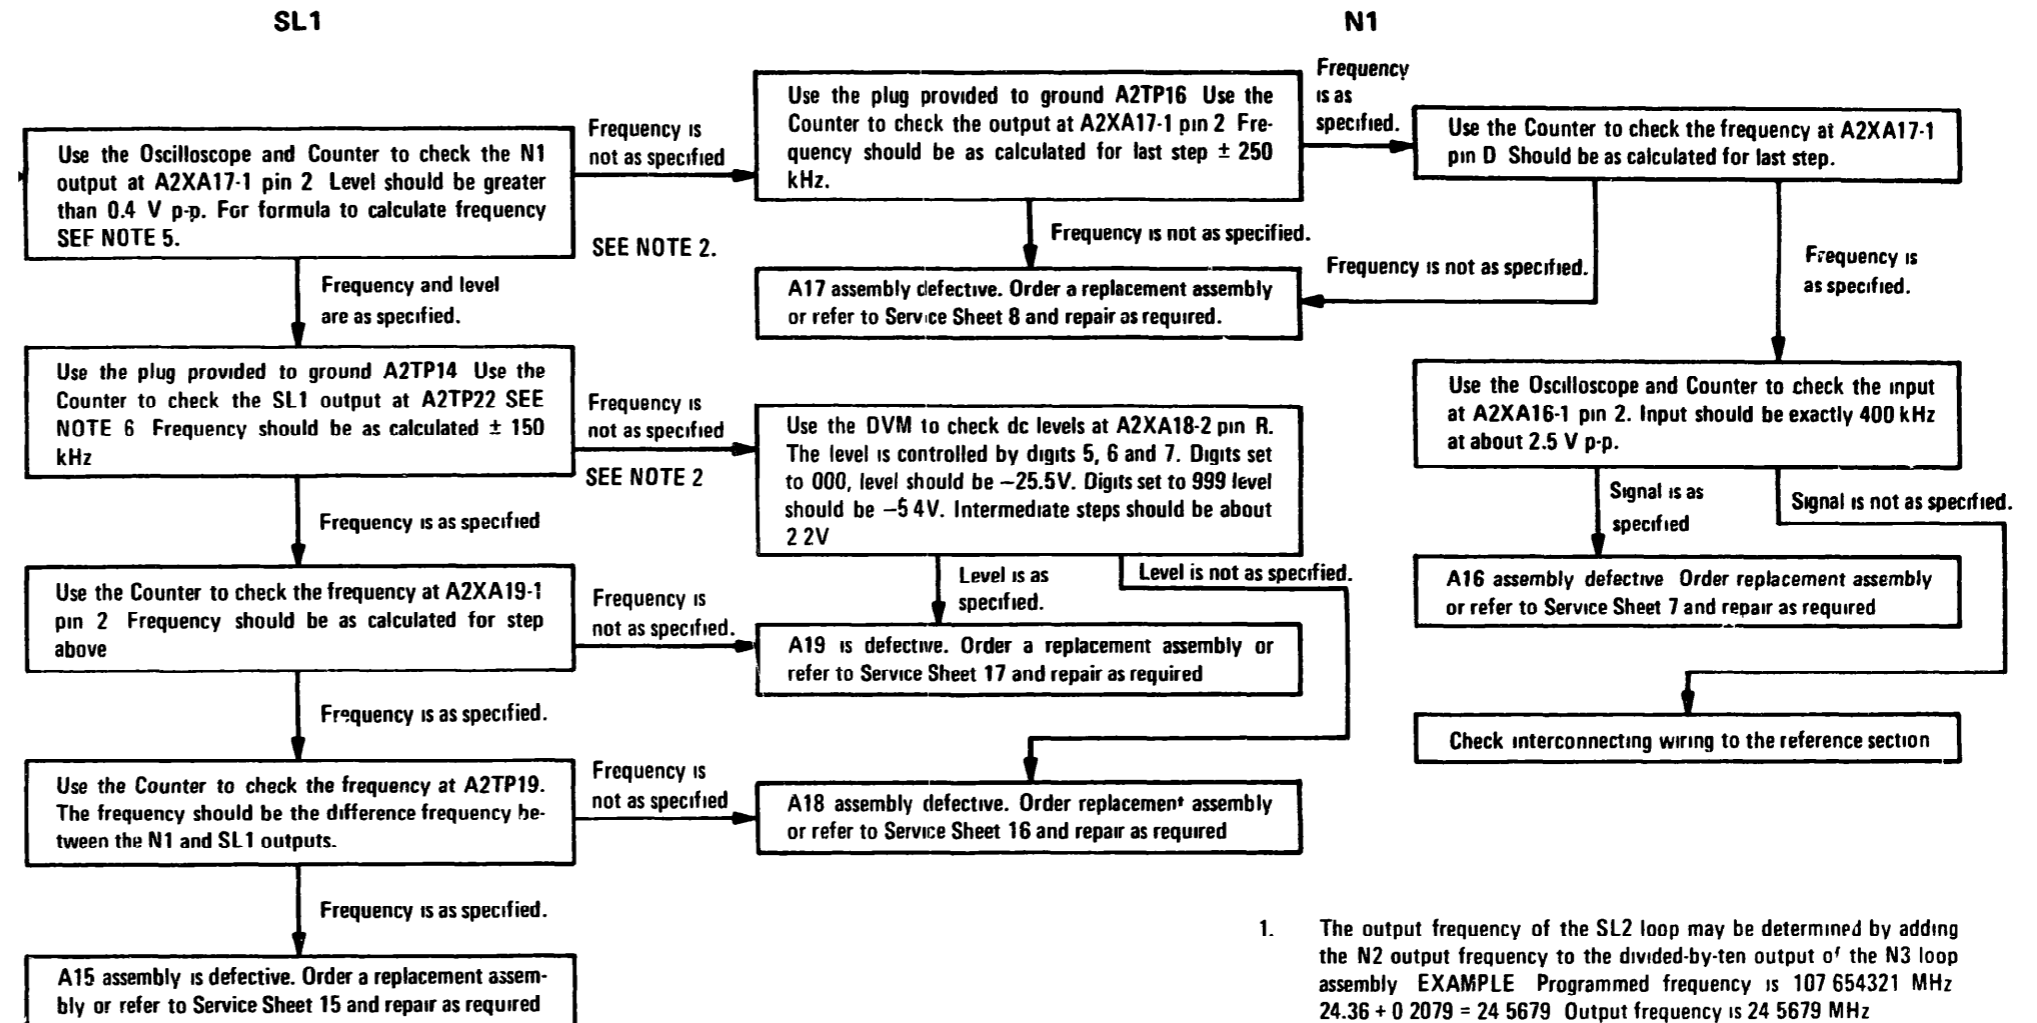 SL1
N1
Use the Oscilloscope and Counter to check the N1
output at A2XA17-1 pin 2 Level should be greater
than 0.4 V p-p. For formula to calculate frequency
SEF NOTE 5.
Frequency is
not as specified
SEE NOTE 2.
Use the plug provided to ground A2TP16 Use the
Counter to check the output at A2XA17-1 pin 2 Fre-
quency should be as calculated for last step ± 250
kHz.
Frequency
is as
specified.
Use the Counter to check the frequency at A2XA17-1
pin D Should be as calculated for last step.
Frequency is not as specified.
Frequency is not as specified.
Frequency is
as specified.
A17 assembly defective. Order a replacement assembly
or refer to Service Sheet 8 and repair as required.
Frequency and level
are as specified.
Use the plug provided to ground A2TP14 Use the
Counter to check the SL1 output at A2TP22 SEE
NOTE 6 Frequency should be as calculated ± 150
kHz
Frequency is
not as specified
SEE NOTE 2
Use the DVM to check dc levels at A2XA18-2 pin R.
The level is controlled by digits 5, 6 and 7. Digits set
to 000, level should be −25.5V. Digits set to 999 level
should be −5 4V. Intermediate steps should be about
2 2V
Use the Oscilloscope and Counter to check the input
at A2XA16-1 pin 2. Input should be exactly 400 kHz
at about 2.5 V p-p.
Signal is as
specified
Signal is not as specified.
Frequency is as specified
Level is as
specified.
Level is not as specified.
A16 assembly defective Order replacement assembly
or refer to Service Sheet 7 and repair as required
Use the Counter to check the frequency at A2XA19-1
pin 2 Frequency should be as calculated for step
above
Frequency is
not as specified.
A19 is defective. Order a replacement assembly or
refer to Service Sheet 17 and repair as required
Frequency is as specified.
Check interconnecting wiring to the reference section
Use the Counter to check the frequency at A2TP19.
The frequency should be the difference frequency be-
tween the N1 and SL1 outputs.
Frequency is
not as specified
A18 assembly defective. Order replacement assembly
or refer to Service Sheet 16 and repair as required
Frequency is as specified.
A15 assembly is defective. Order a replacement assem-
bly or refer to Service Sheet 15 and repair as required
1. The output frequency of the SL2 loop may be determined by adding
the N2 output frequency to the divided-by-ten output of the N3 loop
assembly EXAMPLE Programmed frequency is 107 654321 MHz
24.36 + 0 2079 = 24 5679 Output frequency is 24 5679 MHz